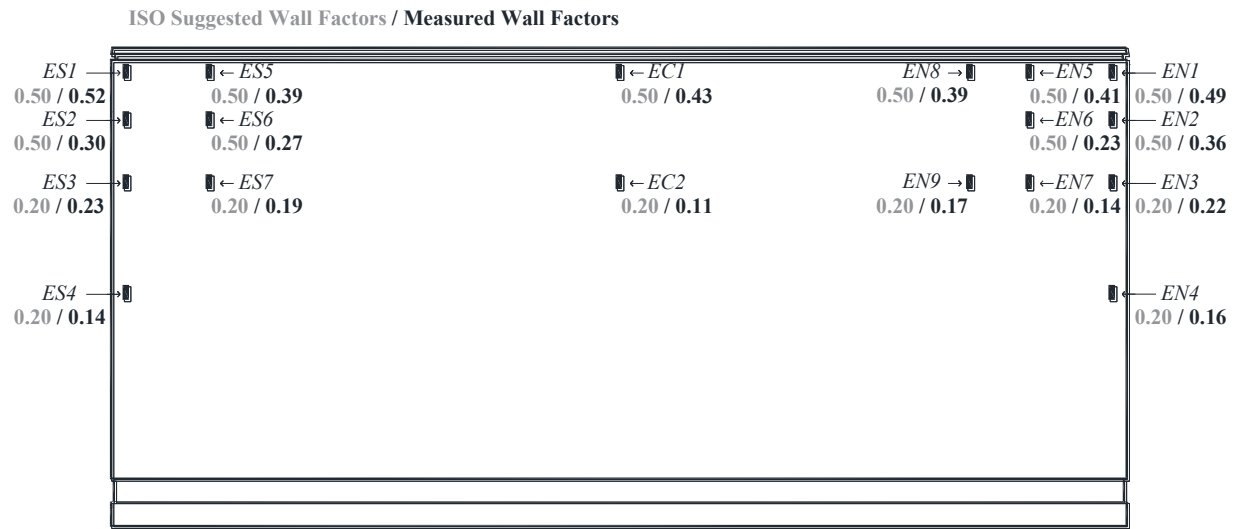 ISO Suggested Wall Factors / Measured Wall Factors
ES1 → ← ES5 ← EC1 EN8 → ←EN5 ← EN1
0.50 / 0.52 0.50 / 0.39 0.50 / 0.43 0.50 / 0.39 0.50 / 0.41 0.50 / 0.49
ES2 → ← ES6 ←EN6 ← EN2
0.50 / 0.30 0.50 / 0.27 0.50 / 0.23 0.50 / 0.36
ES3 → ← ES7 ←EC2 EN9 → ←EN7 ← EN3
0.20 / 0.23 0.20 / 0.19 0.20 / 0.11 0.20 / 0.17 0.20 / 0.14 0.20 / 0.22
ES4 → ← EN4
0.20 / 0.14 0.20 / 0.16